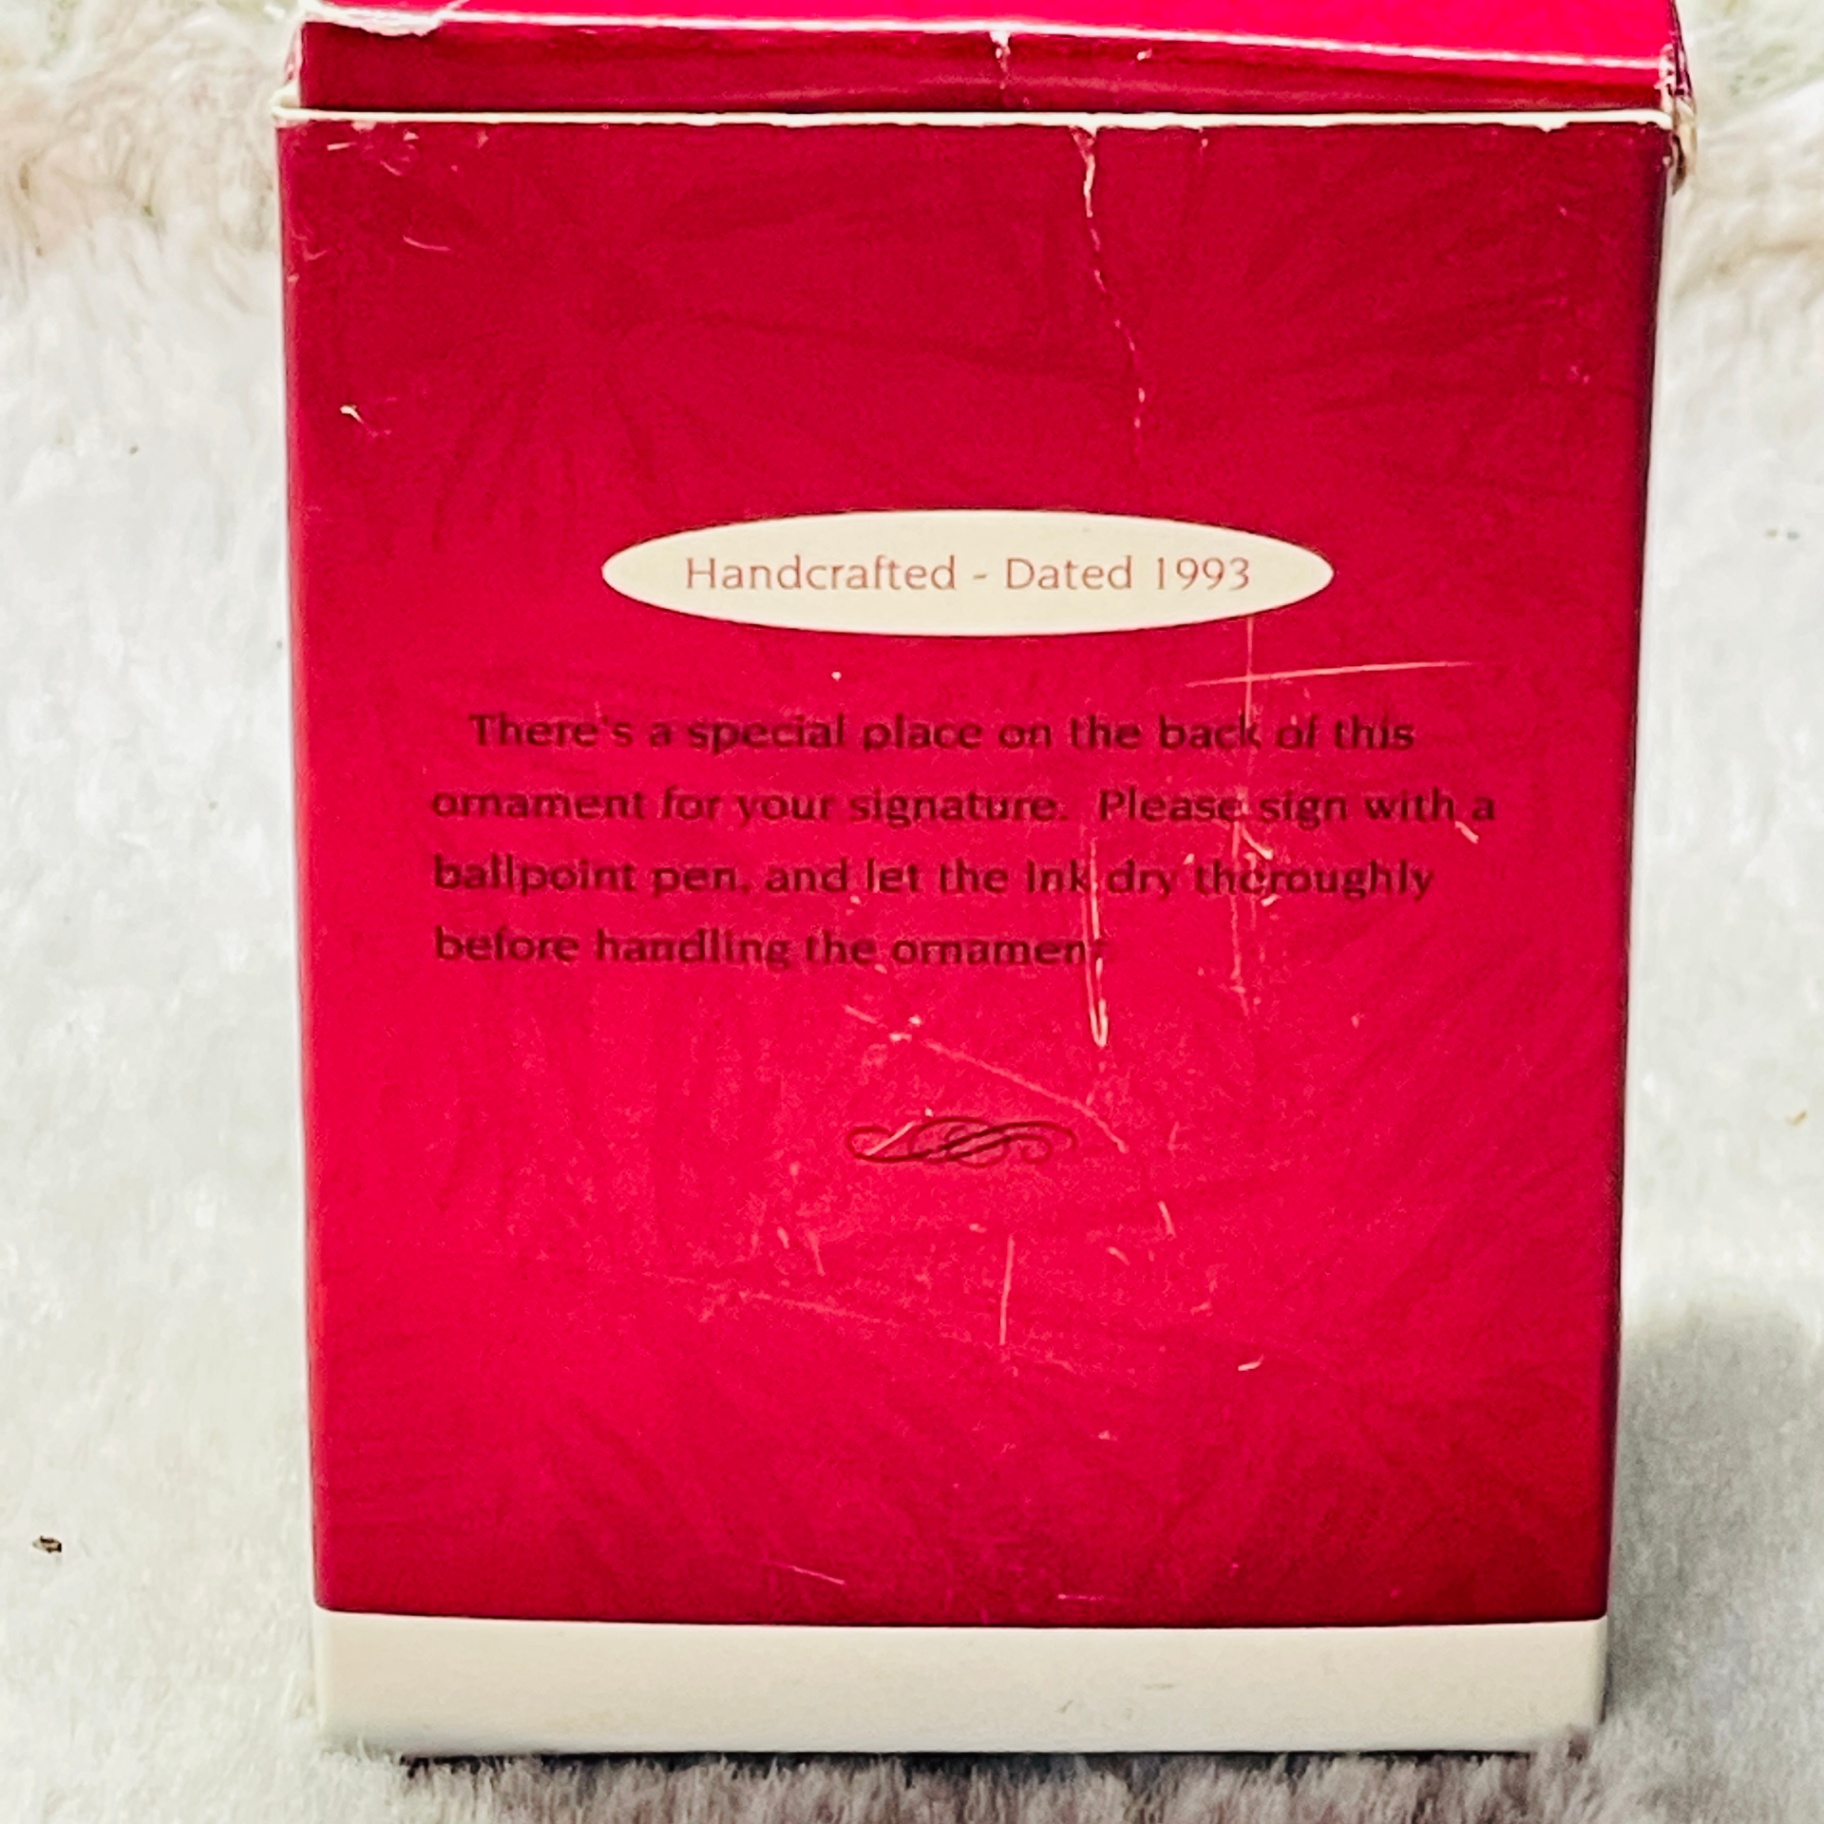 Handcrafted - Dated 1993
There's a special place on the back of this
ornament for your signature. Please sign with a
ballpoint pen, and let the ink dry thoroughly
before handling the ornament.